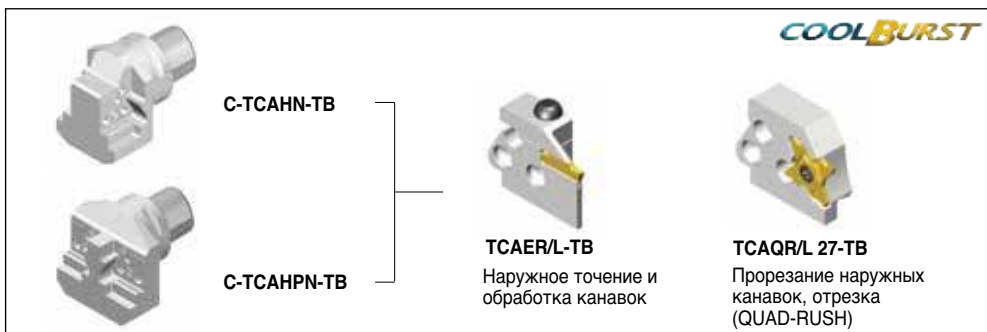 COOLBURST
C-TCAHN-TB
C-TCAHPN-TB
TCAER/L-TB
Наружное точение и
обработка канавок
TCAQR/L 27-TB
Прорезание наружных
канавок, отрезка
(QUAD-RUSH)